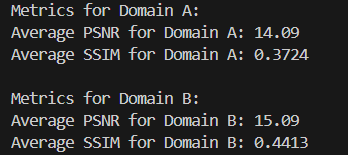 Metrics for Domain A:
Average PSNR for Domain A: 14.09
Average SSIM for Domain A: 0.3724
Metrics for Domain B:
Average PSNR for Domain B: 15.09
Average SSIM for Domain B: 0.4413